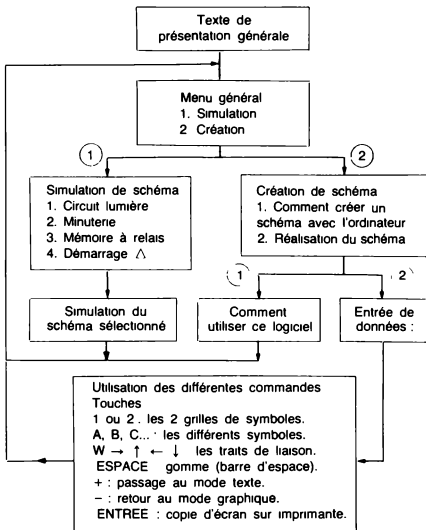 Texte de
présentation générale
Menu général
1. Simulation
2 Création
1
2
Simulation de schéma
1. Circuit lumière
2. Minuterie
3. Mémoire à relais
4. Démarrage △
Création de schéma
1. Comment créer un
schéma avec l'ordinateur
2. Réalisation du schéma
1
2
Simulation
du
schéma sélectionné
Comment
utiliser ce logiciel
Entrée de
données :
Utilisation des différentes commandes
Touches
1 ou 2 . les 2 grilles de symboles.
A, B, C... · les différents symboles.
W → ↑ ← ↓ les traits de liaison.
ESPACE gomme (barre d'espace).
+ : passage au mode texte.
– : retour au mode graphique.
ENTREE : copie d'écran sur imprimante.